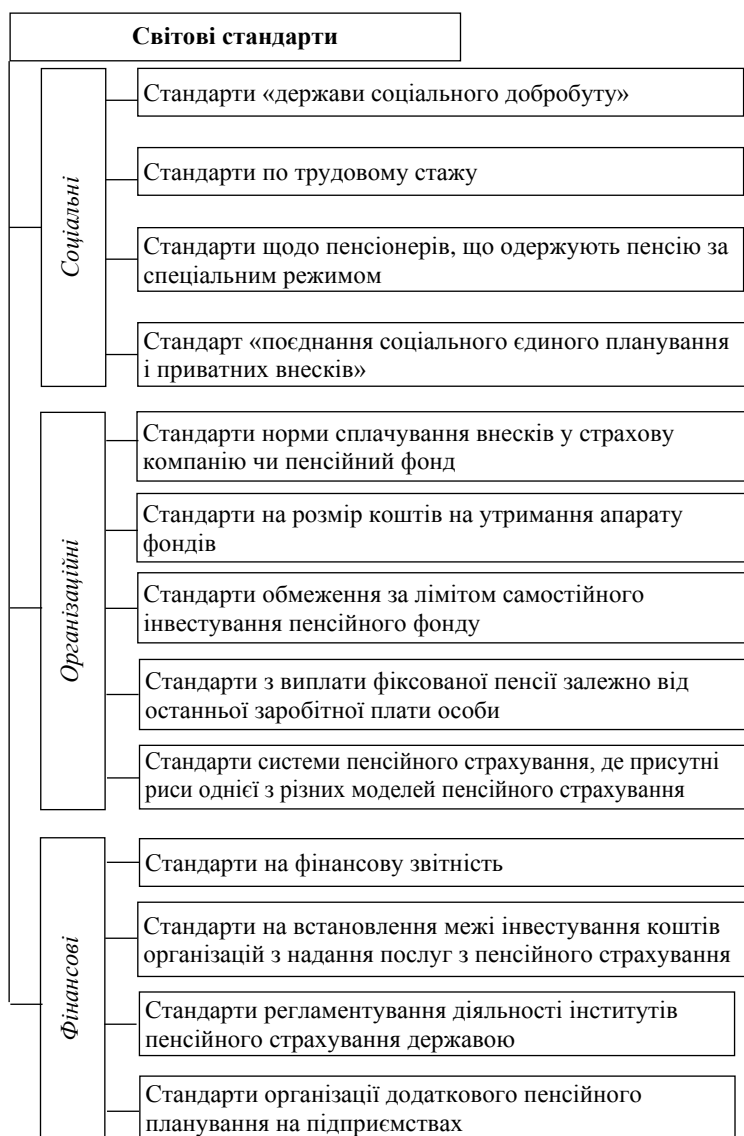 Світові стандарти
Соціальні
Стандарти «держави соціального добробуту»
Стандарти по трудовому стажу
Стандарти щодо пенсіонерів, що одержують пенсію за
спеціальним режимом
Стандарт «поєднання соціального єдиного планування
і приватних внесків»
Організаційні
Стандарти норми сплачування внесків у страхову
компанію чи пенсійний фонд
Стандарти на розмір коштів на утримання апарату
фондів
Стандарти обмеження за лімітом самостійного
інвестування пенсійного фонду
Стандарти з виплати фіксованої пенсії залежно від
останньої заробітної плати особи
Стандарти системи пенсійного страхування, де присутні
риси однієї з різних моделей пенсійного страхування
Фінансові
Стандарти на фінансову звітність
Стандарти на встановлення межі інвестування коштів
організацій з надання послуг з пенсійного страхування
Стандарти регламентування діяльності інститутів
пенсійного страхування державою
Стандарти організації додаткового пенсійного
планування на підприємствах